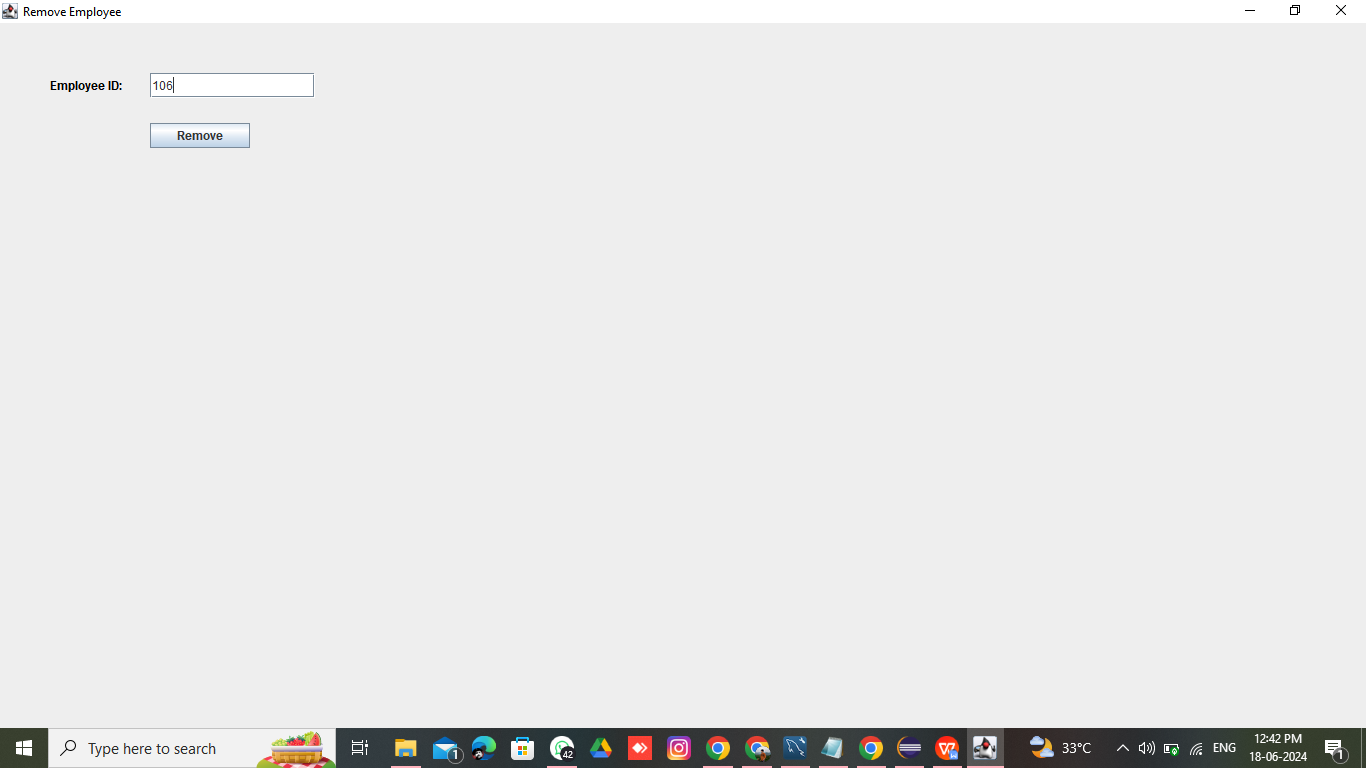 Remove Employee
Employee ID:
106
Remove
Type here to search
1
42
33°C
ENG
12:42 PM
18-06-2024
1